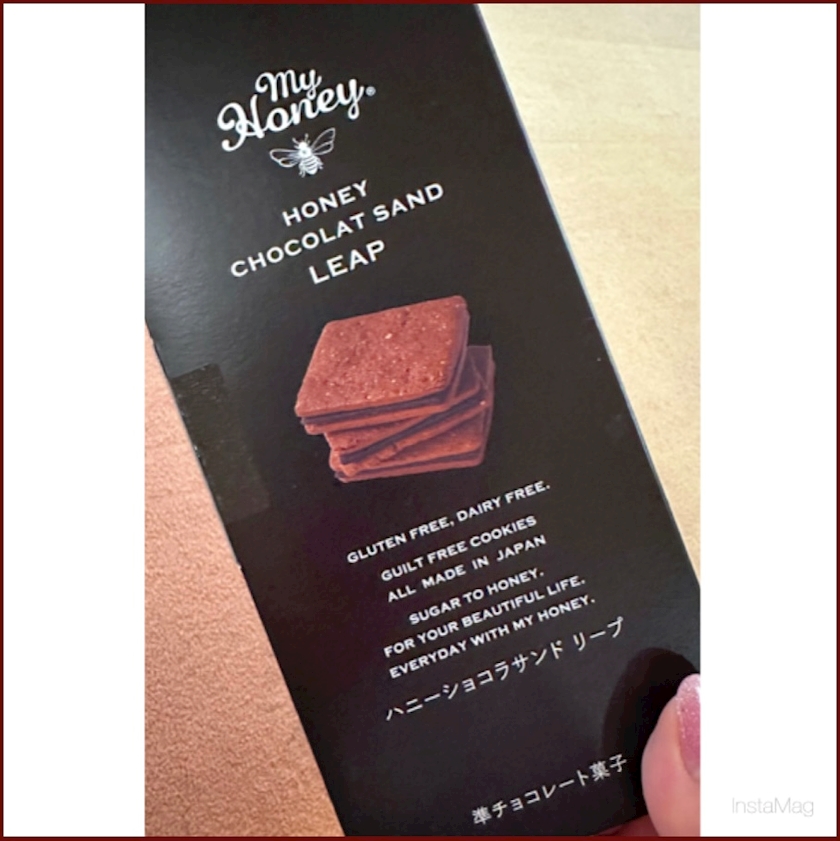 My
Honey®
HONEY
CHOCOLAT SAND
LEAP
GLUTEN FREE, DAIRY FREE.
GUILT FREE COOKIES
ALL MADE IN JAPAN
SUGAR TO HONEY.
FOR YOUR BEAUTIFUL LIFE.
EVERYDAY WITH MY HONEY.
ハニーショコラサンド リープ
準チョコレート菓子
InstaMag